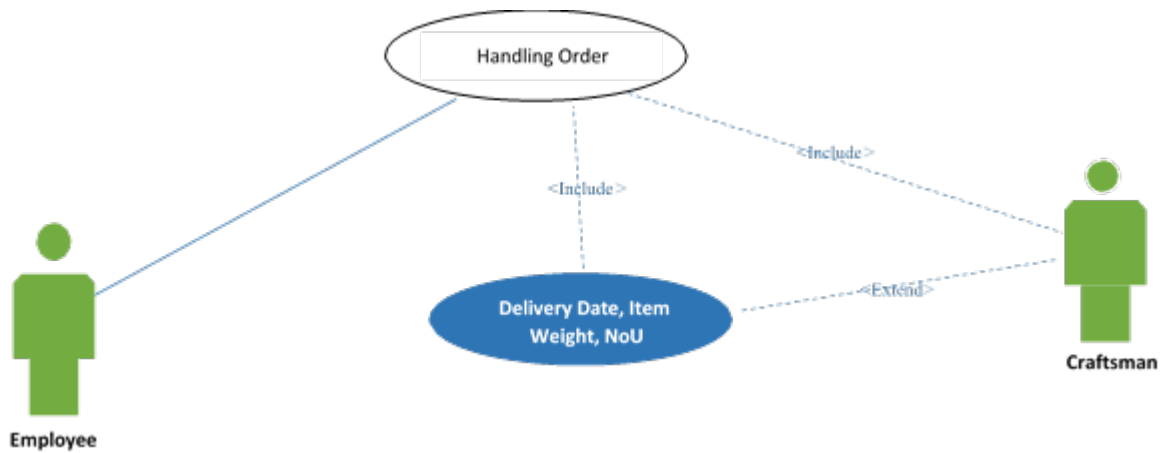 Handling Order
<Include>
<Include>
<Extend>
Delivery Date, Item
Weight, NoU
Craftsman
Employee